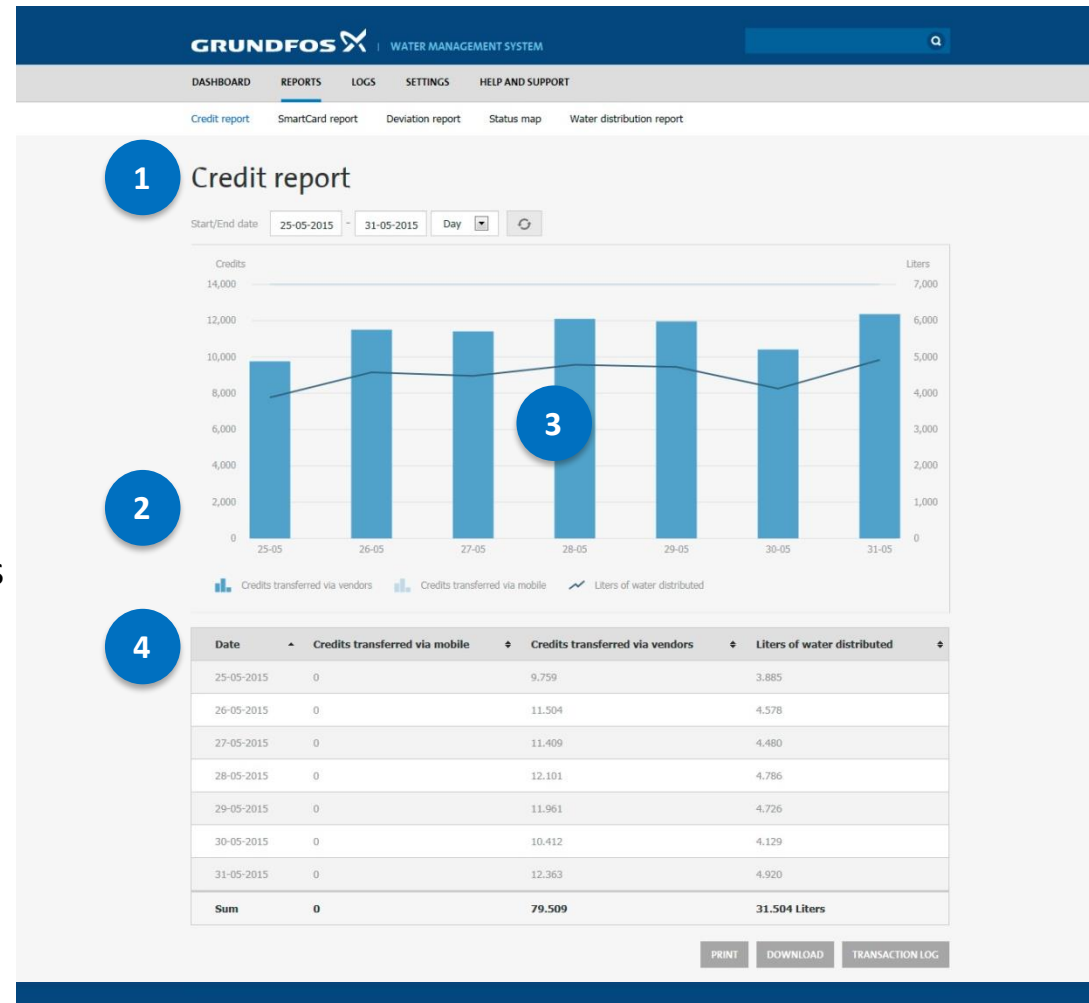 GRUNDFOS | WATER MANAGEMENT SYSTEM
DASHBOARD REPORTS LOGS SETTINGS HELP AND SUPPORT
Credit report SmartCard report Deviation report Status map Water distribution report
1 Credit report
Start/End date 25-05-2015 - 31-05-2015 Day
Credits Liters
14,000 7,000
12,000 6,000
10,000 5,000
8,000 4,000
6,000 3 3,000
4,000 2,000
2 2,000 1,000
0 0
25-05 26-05 27-05 28-05 29-05 30-05 31-05
s
Credits transferred via vendors Credits transferred via mobile Liters of water distributed
4 Date Credits transferred via mobile Credits transferred via vendors Liters of water distributed
25-05-2015 0 9.759 3.885
26-05-2015 0 11.504 4.578
27-05-2015 0 11.409 4.480
28-05-2015 0 12.101 4.786
29-05-2015 0 11.961 4.726
30-05-2015 0 10.412 4.129
31-05-2015 0 12.363 4.920
Sum 0 79.509 31.504 Liters
PRINT DOWNLOAD TRANSACTION LOG